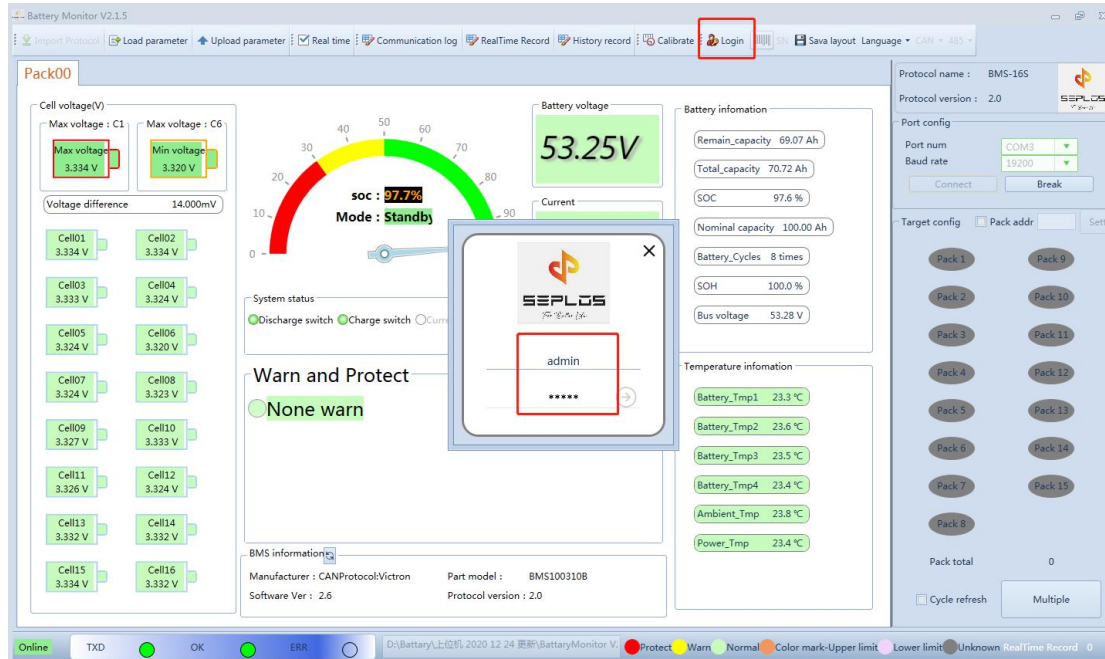 Battery Monitor V2.1.5
Import Protocol Load parameter Upload parameter Real time Communication log RealTime Record History record Calibrate Login SN Sava layout Language CAN 485
Pack00
Cell voltage(V)
Max voltage : C1 Max voltage : C6
Max voltage
3.334 V
Min voltage
3.320 V
Voltage difference 14.000mV
Cell01
3.334 V
Cell02
3.334 V
Cell03
3.333 V
Cell04
3.324 V
Cell05
3.324 V
Cell06
3.320 V
Cell07
3.324 V
Cell08
3.323 V
Cell09
3.327 V
Cell10
3.333 V
Cell11
3.326 V
Cell12
3.324 V
Cell13
3.332 V
Cell14
3.332 V
Cell15
3.334 V
Cell16
3.332 V
0 10 20 30 40 50 60 70 80 90
soc : 97.7%
Mode : Standby
System status
Discharge switch Charge switch Curre
Warn and Protect
None warn
BMS information
Manufacturer : CANProtocol:Victron Part model : BMS100310B
Software Ver : 2.6 Protocol version : 2.0
Battery voltage
53.25V
Current
SEPLOS
admin
*****
Battery infomation
Remain_capacity 69.07 Ah
Total_capacity 70.72 Ah
SOC 97.6 %
Nominal capacity 100.00 Ah
Battery_Cycles 8 times
SOH 100.0 %
Bus voltage 53.28 V
Temperature infomation
Battery_Tmp1 23.3 ℃
Battery_Tmp2 23.6 ℃
Battery_Tmp3 23.5 ℃
Battery_Tmp4 23.4 ℃
Ambient_Tmp 23.8 ℃
Power_Tmp 23.4 ℃
Protocol name : BMS-16S
Protocol version : 2.0
SEPLOS
Port config
Port num COM3
Baud rate 19200
Connect Break
Target config Pack addr Sett
Pack 1 Pack 9
Pack 2 Pack 10
Pack 3 Pack 11
Pack 4 Pack 12
Pack 5 Pack 13
Pack 6 Pack 14
Pack 7 Pack 15
Pack 8
Pack total 0
Cycle refresh Multiple
Online TXD OK ERR D:\Battary\上位机 2020 12 24 更新\BattaryMonitor V. Protect Warn Normal Color mark-Upper limit Lower limit Unknown RealTime Record 0